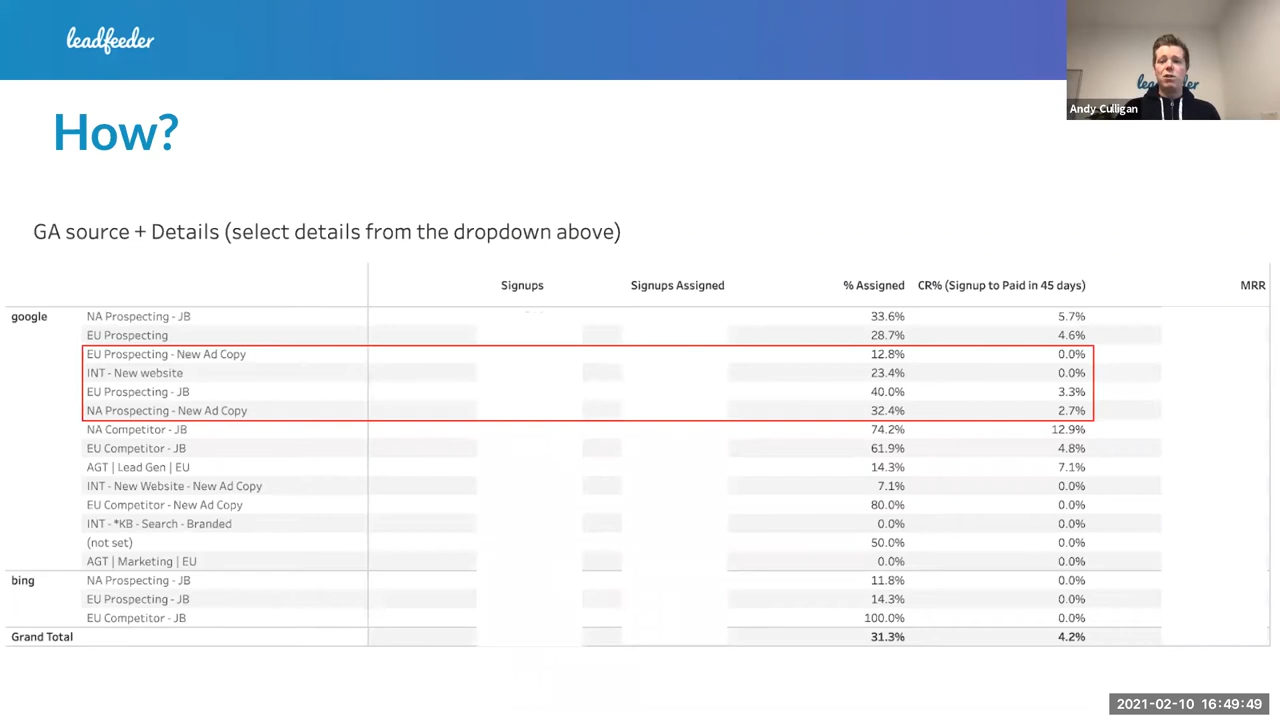 leadfeeder
leadfeeder
Andy Culligan
How?
GA source + Details (select details from the dropdown above)
Signups Signups Assigned % Assigned CR% (Signup to Paid in 45 days) MRR
google NA Prospecting - JB 33.6% 5.7%
EU Prospecting 28.7% 4.6%
EU Prospecting - New Ad Copy 12.8% 0.0%
INT - New website 23.4% 0.0%
EU Prospecting - JB 40.0% 3.3%
NA Prospecting - New Ad Copy 32.4% 2.7%
NA Competitor - JB 74.2% 12.9%
EU Competitor - JB 61.9% 4.8%
AGT | Lead Gen | EU 14.3% 7.1%
INT - New Website - New Ad Copy 7.1% 0.0%
EU Competitor - New Ad Copy 80.0% 0.0%
INT - *KB - Search - Branded 0.0% 0.0%
(not set) 50.0% 0.0%
AGT | Marketing | EU 0.0% 0.0%
bing NA Prospecting - JB 11.8% 0.0%
EU Prospecting - JB 14.3% 0.0%
EU Competitor - JB 100.0% 0.0%
Grand Total 31.3% 4.2%
2021-02-10 16:49:49